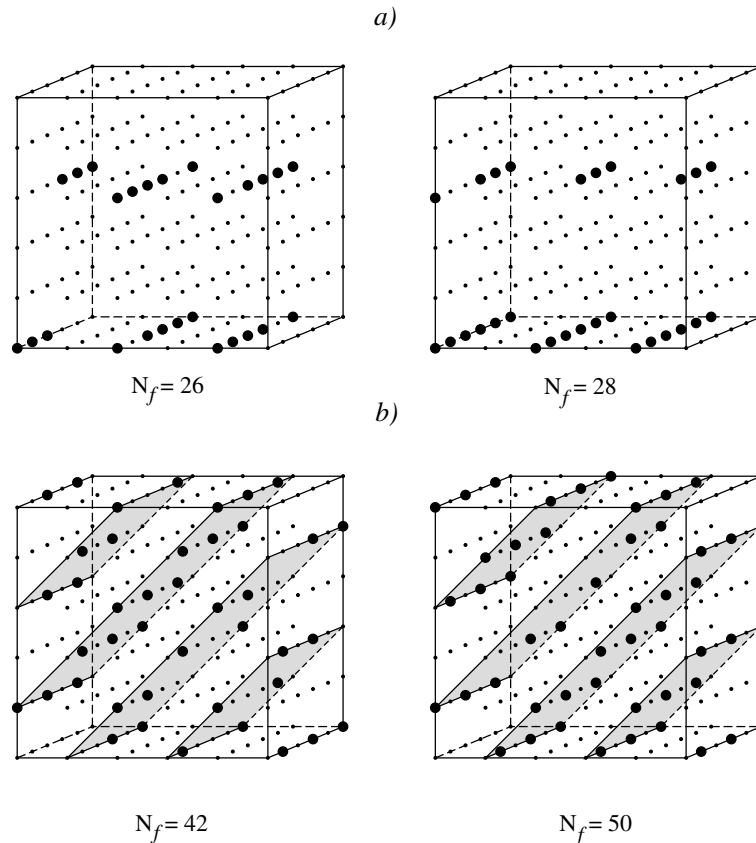 a)
N_f = 26
N_f = 28
b)
N_f = 42
N_f = 50